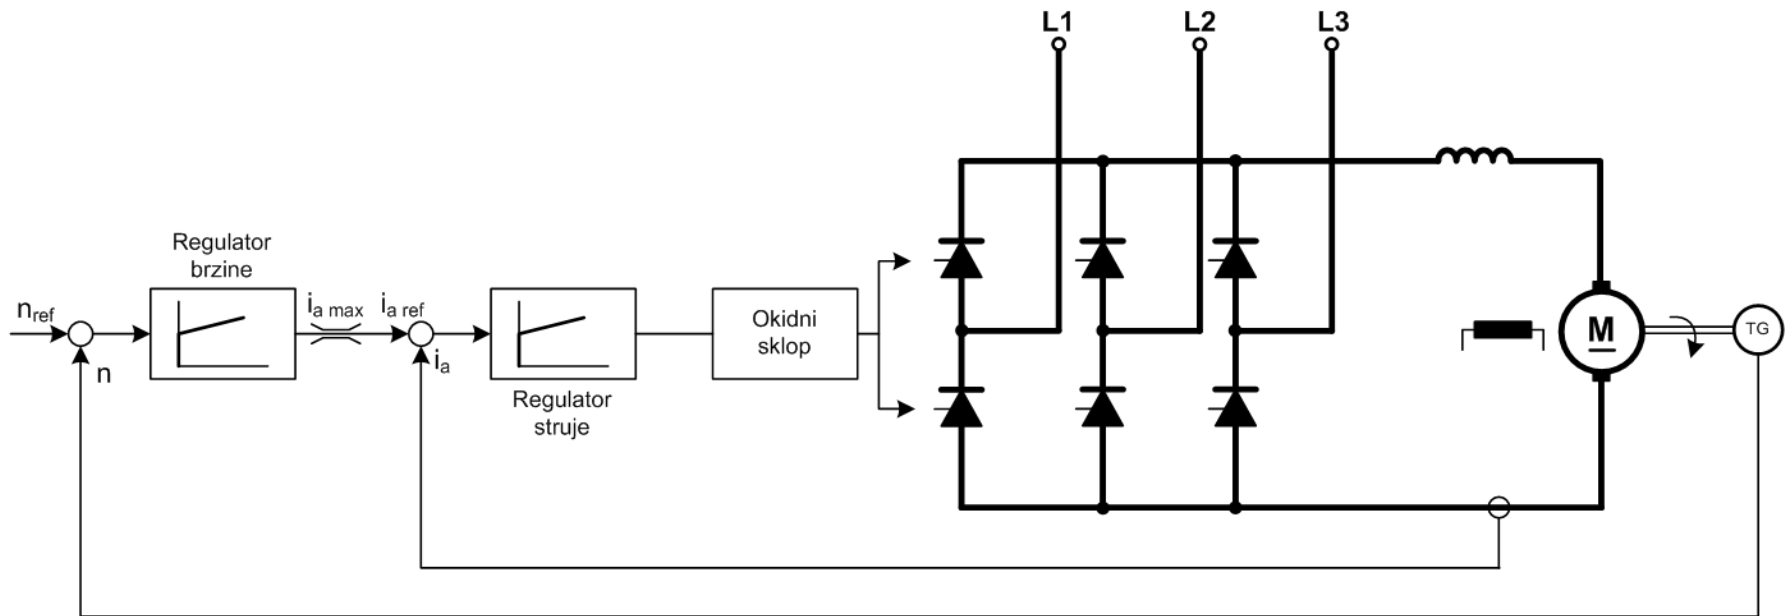 L1 L2 L3
Regulator
brzine
n_ref
i_a max
i_a ref
n
i_a
Regulator
struje
Okidni
sklop
M
TG